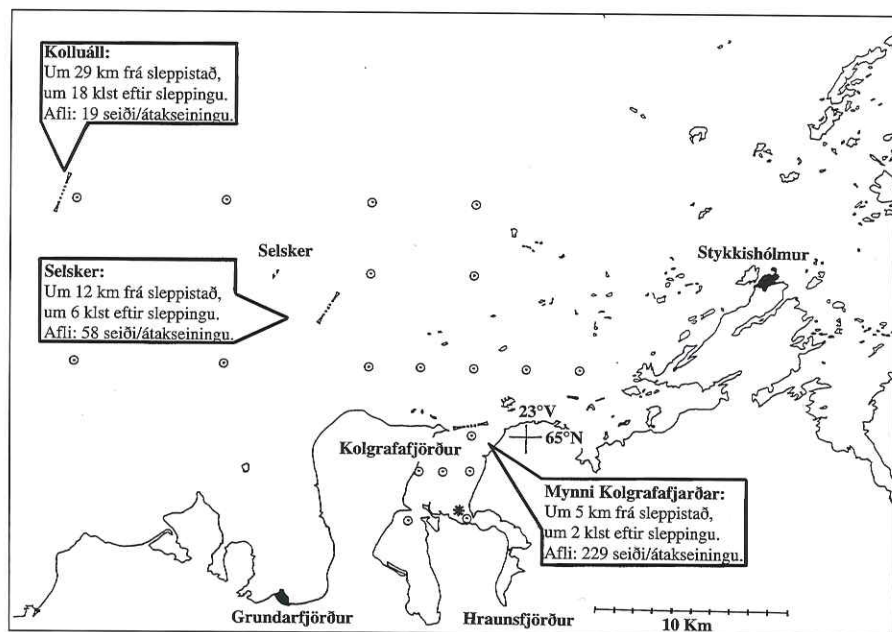 Kolluáll:
Um 29 km frá sleppistað,
um 18 klst eftir sleppingu.
Afli: 19 seiði/átakseiningu.
Selsker
Stykkishólmur
Selsker:
Um 12 km frá sleppistað,
um 6 klst eftir sleppingu.
Afli: 58 seiði/átakseiningu.
23°V
65°N
Kolgrafafjörður
Mynni Kolgrafafjarðar:
Um 5 km frá sleppistað,
um 2 klst eftir sleppingu.
Afli: 229 seiði/átakseiningu.
Grundarfjörður
Hraunsfjörður
10 Km